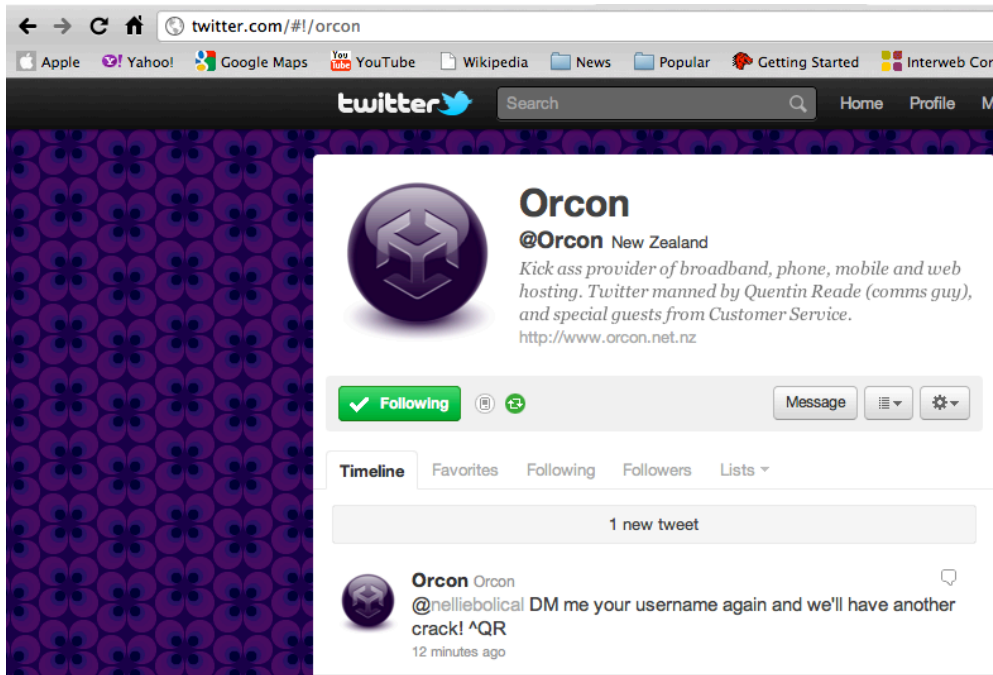 twitter.com/#!/orcon
Apple Yahoo! Google Maps YouTube Wikipedia News Popular Getting Started Interweb Cor
twitter Search Home Profile M
Orcon
@Orcon New Zealand
Kick ass provider of broadband, phone, mobile and web
hosting. Twitter manned by Quentin Reade (comms guy),
and special guests from Customer Service.
http://www.orcon.net.nz
Following Message
Timeline Favorites Following Followers Lists
1 new tweet
Orcon Orcon
@nelliebolical DM me your username again and we'll have another
crack! ^QR
12 minutes ago